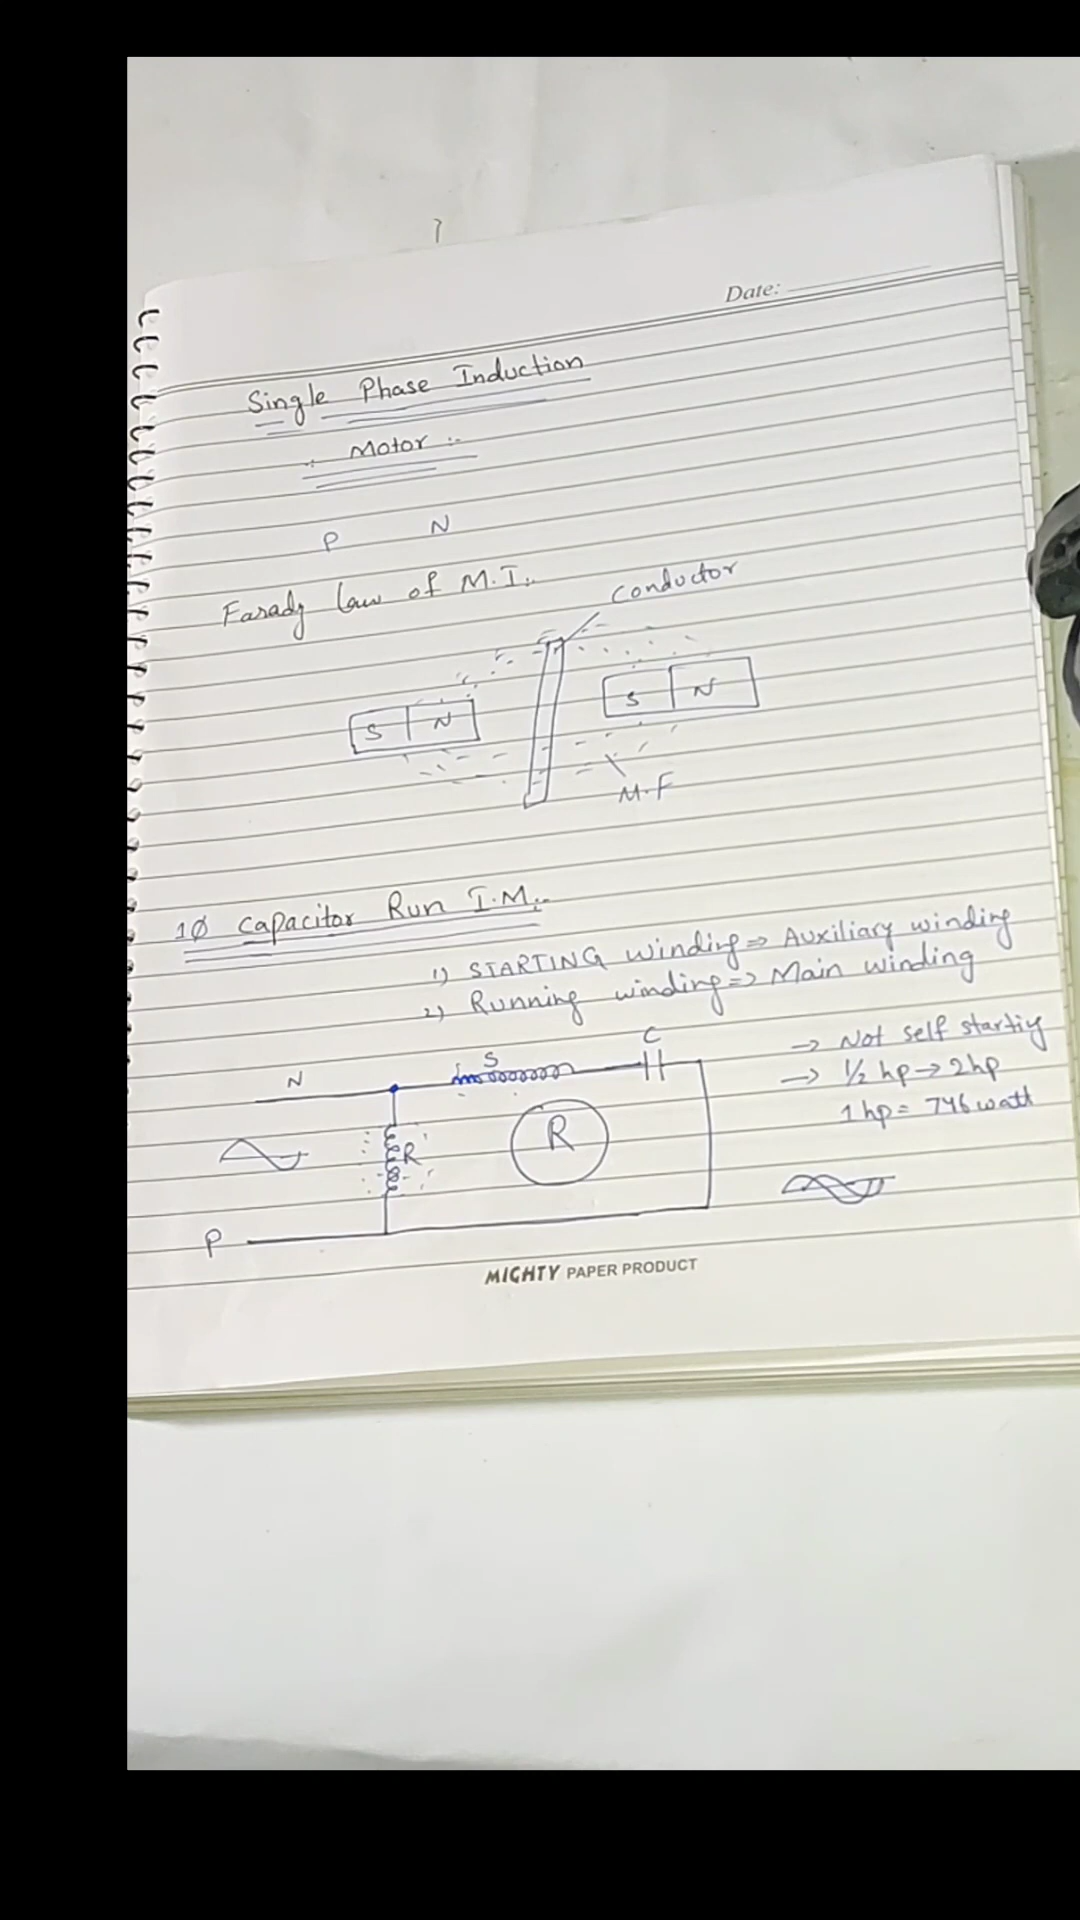 Date:
Single Phase Induction
Motor :-
P N
Farady law of M.I:-
Conductor
S N
S N
M.F
1Ø Capacitor Run I.M:-
1) STARTING winding => Auxiliary winding
2) Running winding => Main winding
→ Not self startig
→ 1/2 hp → 2hp
1 hp = 746 watt
N
S
C
R
R
P
MIGHTY PAPER PRODUCT